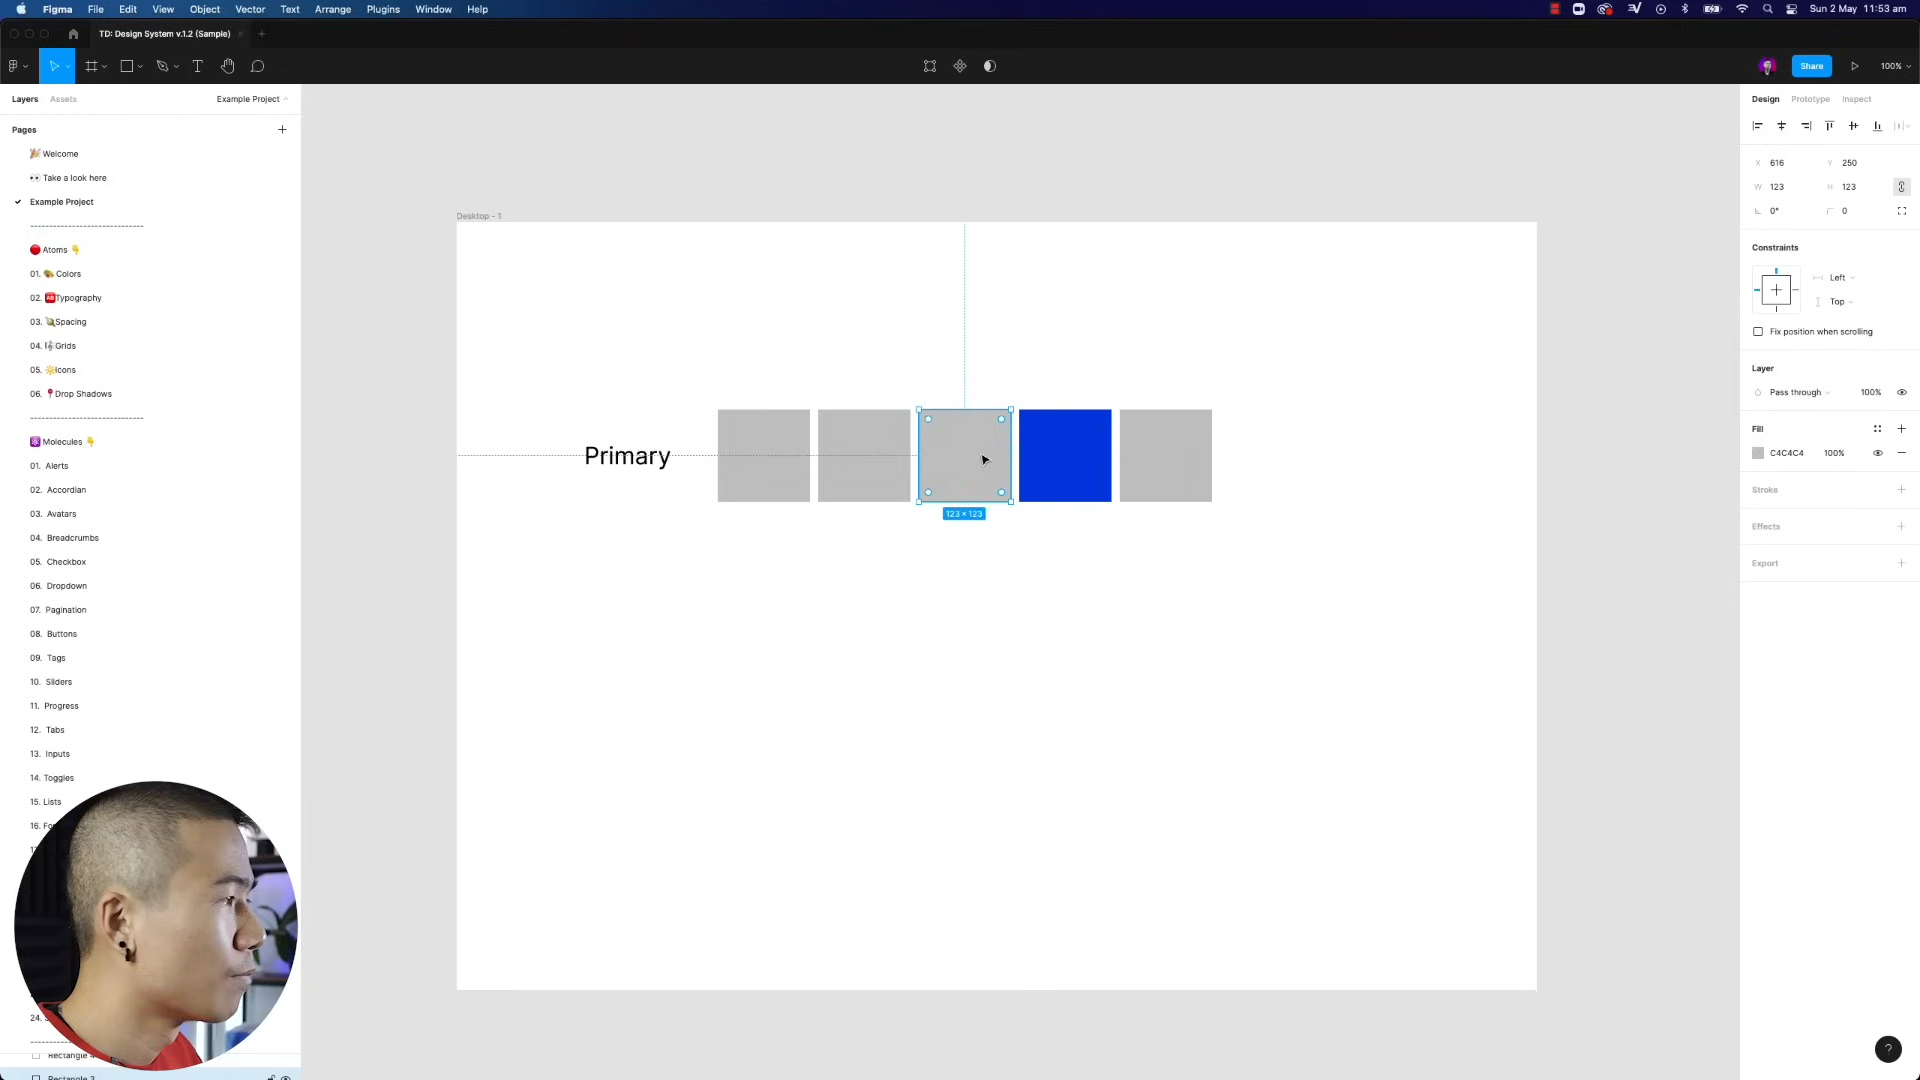 Figma File Edit View Object Vector Text Arrange Plugins Window Help
Sun 2 May 11:53 am
TD: Design System v.1.2 (Sample)
Share
100%
Layers Assets Example Project
Design Prototype Inspect
Pages
Welcome
Take a look here
Example Project
------------------------------
Atoms
01. Colors
02. Typography
03. Spacing
04. Grids
05. Icons
06. Drop Shadows
------------------------------
Molecules
01. Alerts
02. Accordian
03. Avatars
04. Breadcrumbs
05. Checkbox
06. Dropdown
07. Pagination
08. Buttons
09. Tags
10. Sliders
11. Progress
12. Tabs
13. Inputs
14. Toggles
15. Lists
16.
24.
Rectangle
Rectangle 3
Desktop - 1
Primary
123 × 123
X 616 Y 250
W 123 H 123
0° 0
Constraints
Left
Top
Fix position when scrolling
Layer
Pass through 100%
Fill
C4C4C4 100%
Stroke
Effects
Export
?